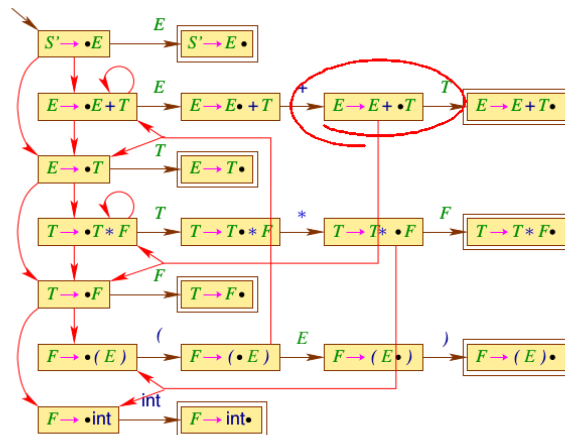 E
S'→•E S'→E•
E + T
E→•E+T E→E•+T E→E+•T E→E+T•
T
E→•T E→T•
T * F
T→•T*F T→T•*F T→T*•F T→T*F•
F
T→•F T→F•
( E )
F→•(E) F→(•E) F→(E•) F→(E)•
int
F→•int F→int•